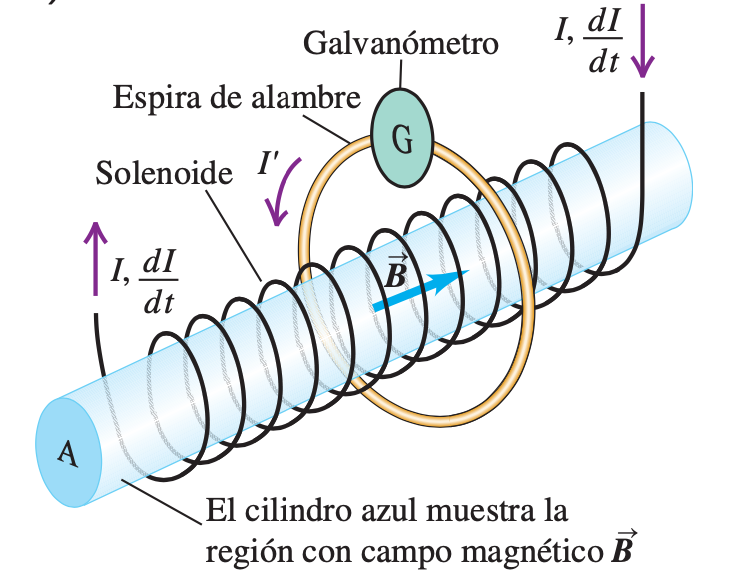 Galvanómetro
I, dI/dt
Espira de alambre
G
Solenoide
I′
I, dI/dt
B⃗
A
El cilindro azul muestra la
región con campo magnético B⃗